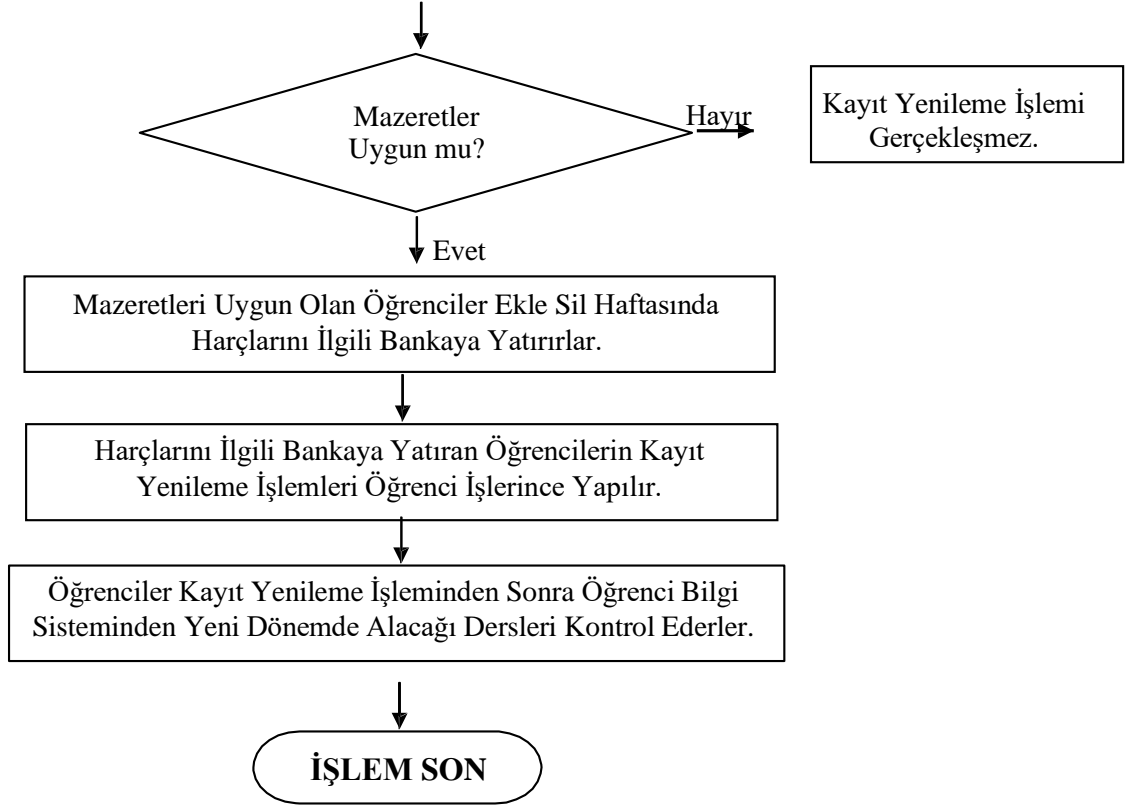 Mazeretler
Uygun mu?
Hayır
Kayıt Yenileme İşlemi
Gerçekleşmez.
Evet
Mazeretleri Uygun Olan Öğrenciler Ekle Sil Haftasında
Harçlarını İlgili Bankaya Yatırırlar.
Harçlarını İlgili Bankaya Yatıran Öğrencilerin Kayıt
Yenileme İşlemleri Öğrenci İşlerince Yapılır.
Öğrenciler Kayıt Yenileme İşleminden Sonra Öğrenci Bilgi
Sisteminden Yeni Dönemde Alacağı Dersleri Kontrol Ederler.
İŞLEM SON